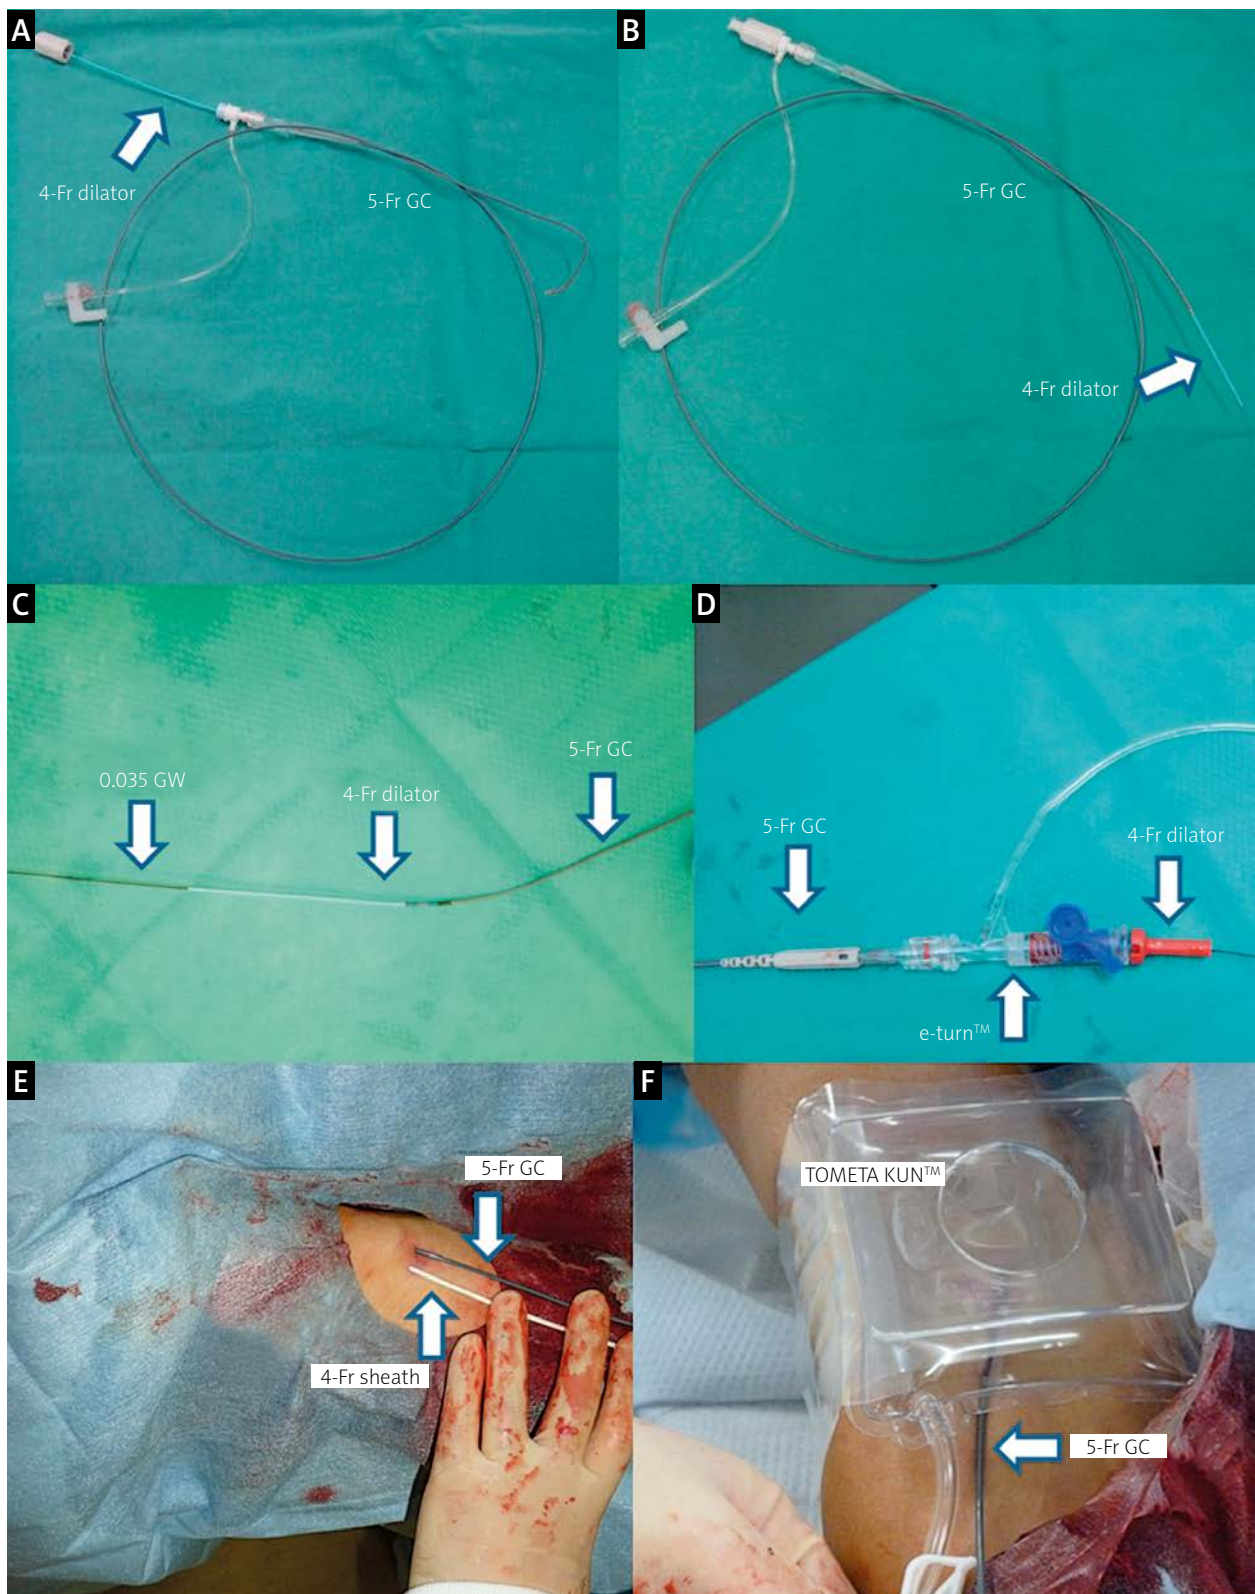 A
4-Fr dilator
5-Fr GC
B
5-Fr GC
4-Fr dilator
C
0.035 GW
4-Fr dilator
5-Fr GC
D
5-Fr GC
4-Fr dilator
e-turn™
E
5-Fr GC
4-Fr sheath
F
TOMETA KUN™
5-Fr GC